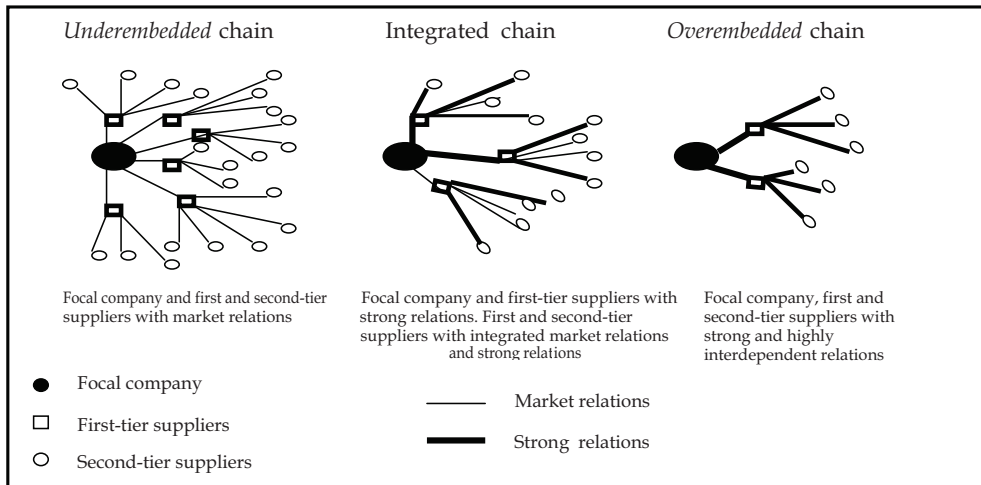 Underembedded chain
Integrated chain
Overembedded chain
Focal company and first and second-tier
suppliers with market relations
Focal company and first-tier suppliers with
strong relations. First and second-tier
suppliers with integrated market relations
and strong relations
Focal company, first and
second-tier suppliers with
strong and highly
interdependent relations
Focal company
First-tier suppliers
Second-tier suppliers
Market relations
Strong relations